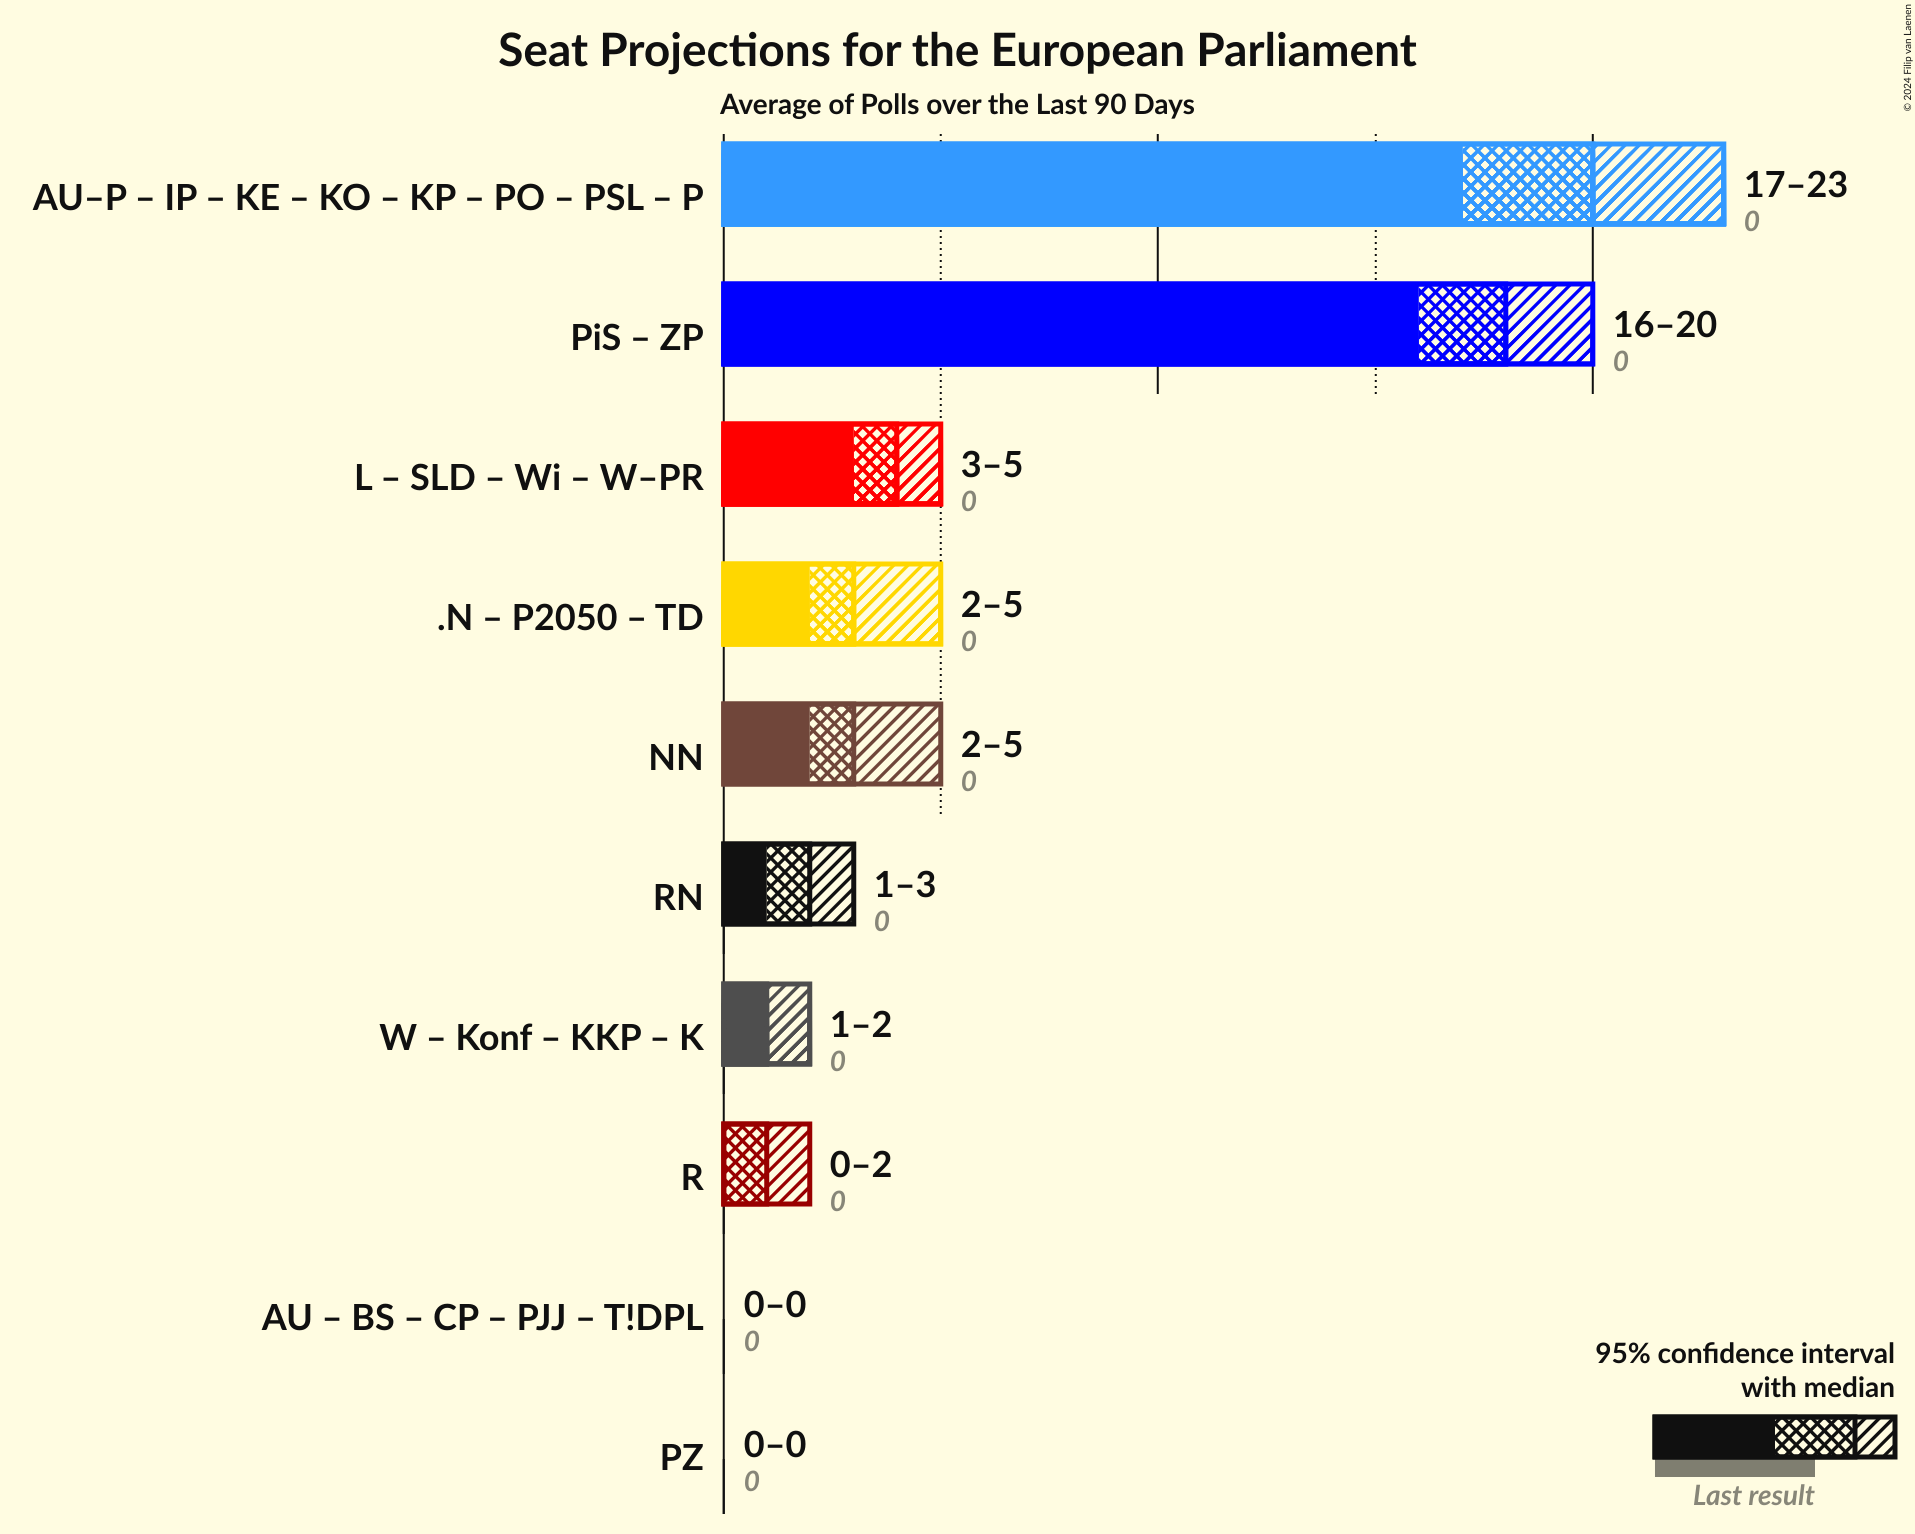 Seat Projections for the European Parliament
Average of Polls over the Last 90 Days
© 2024 Filip van Laenen
AU–P – IP – KE – KO – KP – PO – PSL – P
17–23
0
PiS – ZP
16–20
0
L – SLD – Wi – W–PR
3–5
0
.N – P2050 – TD
2–5
0
NN
2–5
0
RN
1–3
0
W – Konf – KKP – K
1–2
0
R
0–2
0
AU – BS – CP – PJJ – T!DPL
0–0
0
PZ
0–0
0
95% confidence interval
with median
Last result